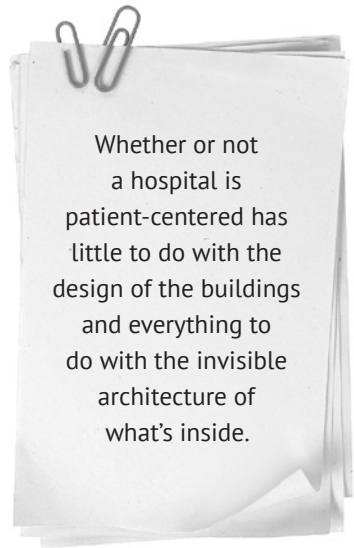 Whether or not
a hospital is
patient-centered has
little to do with the
design of the buildings
and everything to
do with the invisible
architecture of
what’s inside.